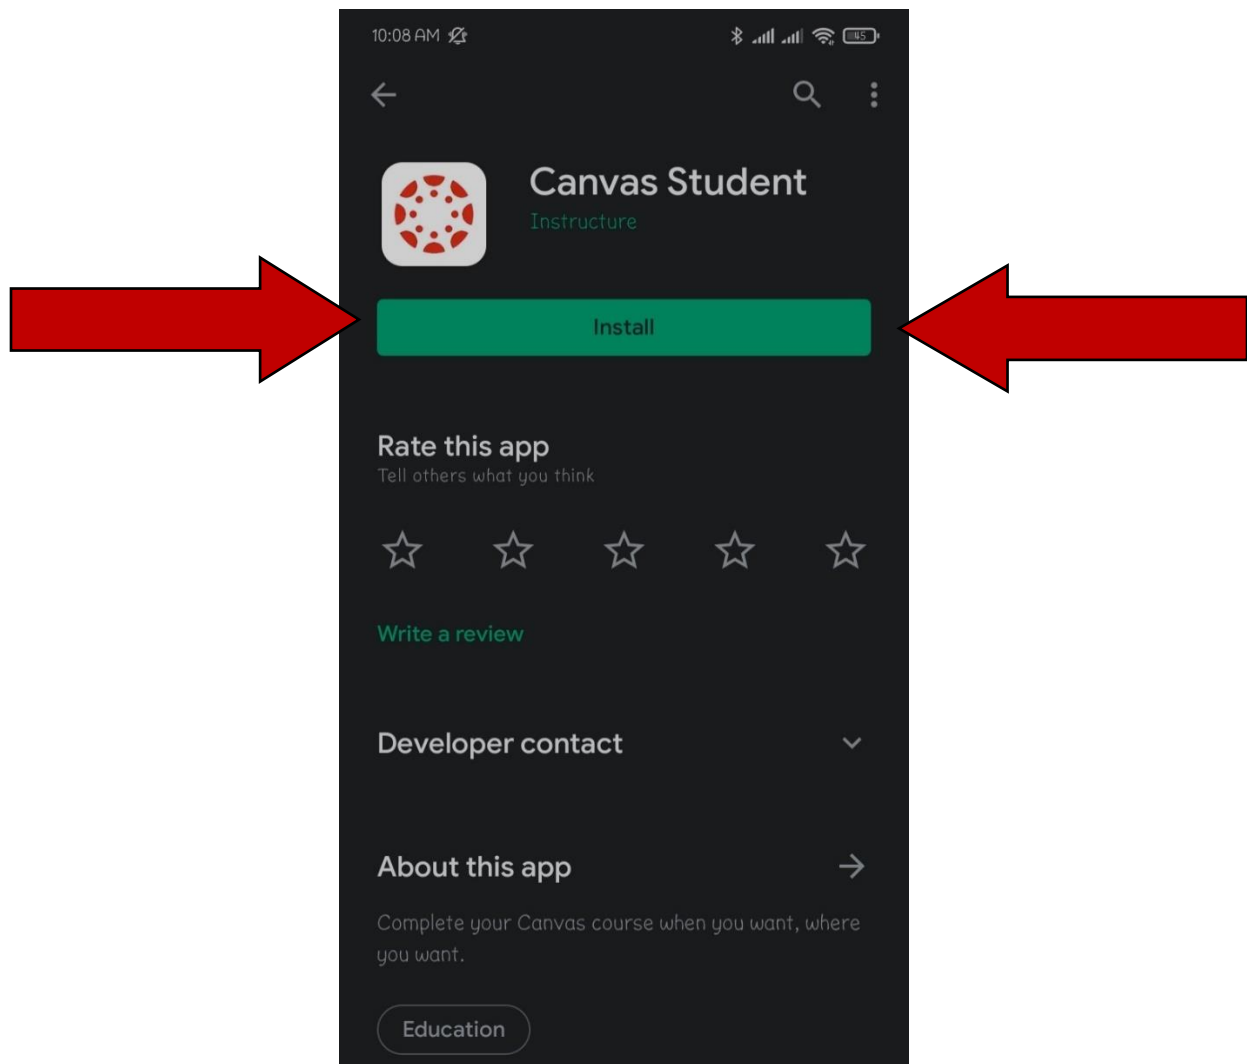 10:08 AM
45
Canvas Student
Instructure
Install
Rate this app
Tell others what you think
Write a review
Developer contact
About this app
Complete your Canvas course when you want, where
you want.
Education